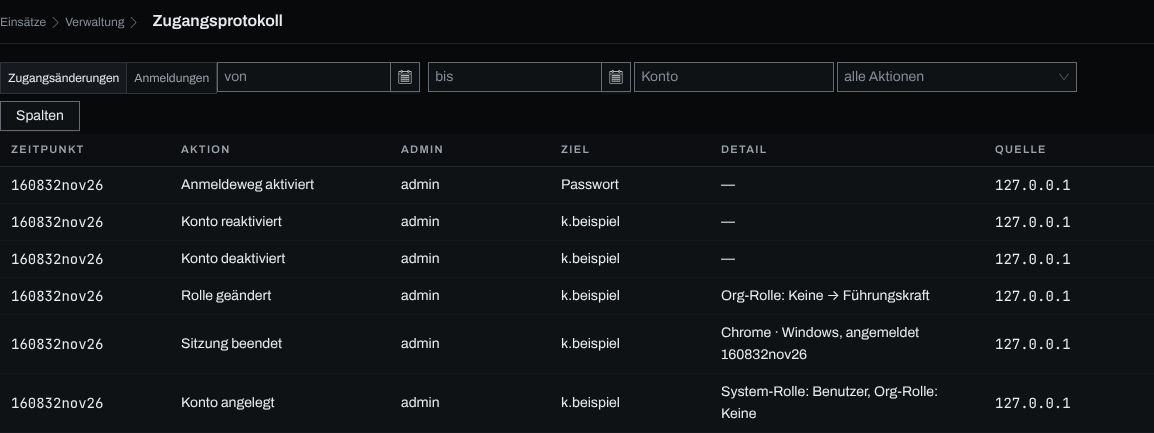 Einsätze > Verwaltung > Zugangsprotokoll
Zugangsänderungen Anmeldungen von bis Konto alle Aktionen
Spalten
ZEITPUNKT AKTION ADMIN ZIEL DETAIL QUELLE
160832nov26 Anmeldeweg aktiviert admin Passwort — 127.0.0.1
160832nov26 Konto reaktiviert admin k.beispiel — 127.0.0.1
160832nov26 Konto deaktiviert admin k.beispiel — 127.0.0.1
160832nov26 Rolle geändert admin k.beispiel Org-Rolle: Keine → Führungskraft 127.0.0.1
160832nov26 Sitzung beendet admin k.beispiel Chrome · Windows, angemeldet
160832nov26 127.0.0.1
160832nov26 Konto angelegt admin k.beispiel System-Rolle: Benutzer, Org-Rolle:
Keine 127.0.0.1